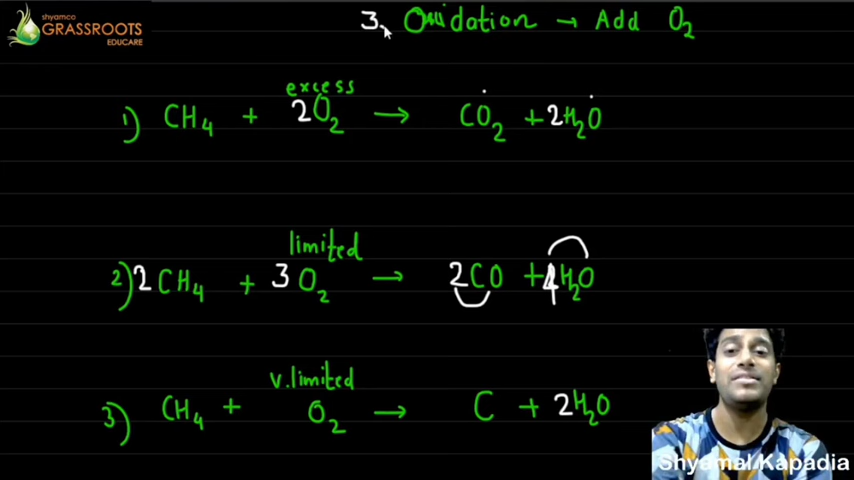 shyamco
GRASSROOTS
EDUCARE
3. Oxidation → Add O₂
excess
1) CH₄ + 2O₂ → CO₂ + 2H₂O
limited
2) 2CH₄ + 3O₂ → 2CO + 4H₂O
v.limited
3) CH₄ + O₂ → C + 2H₂O
Shyamal Kapadia